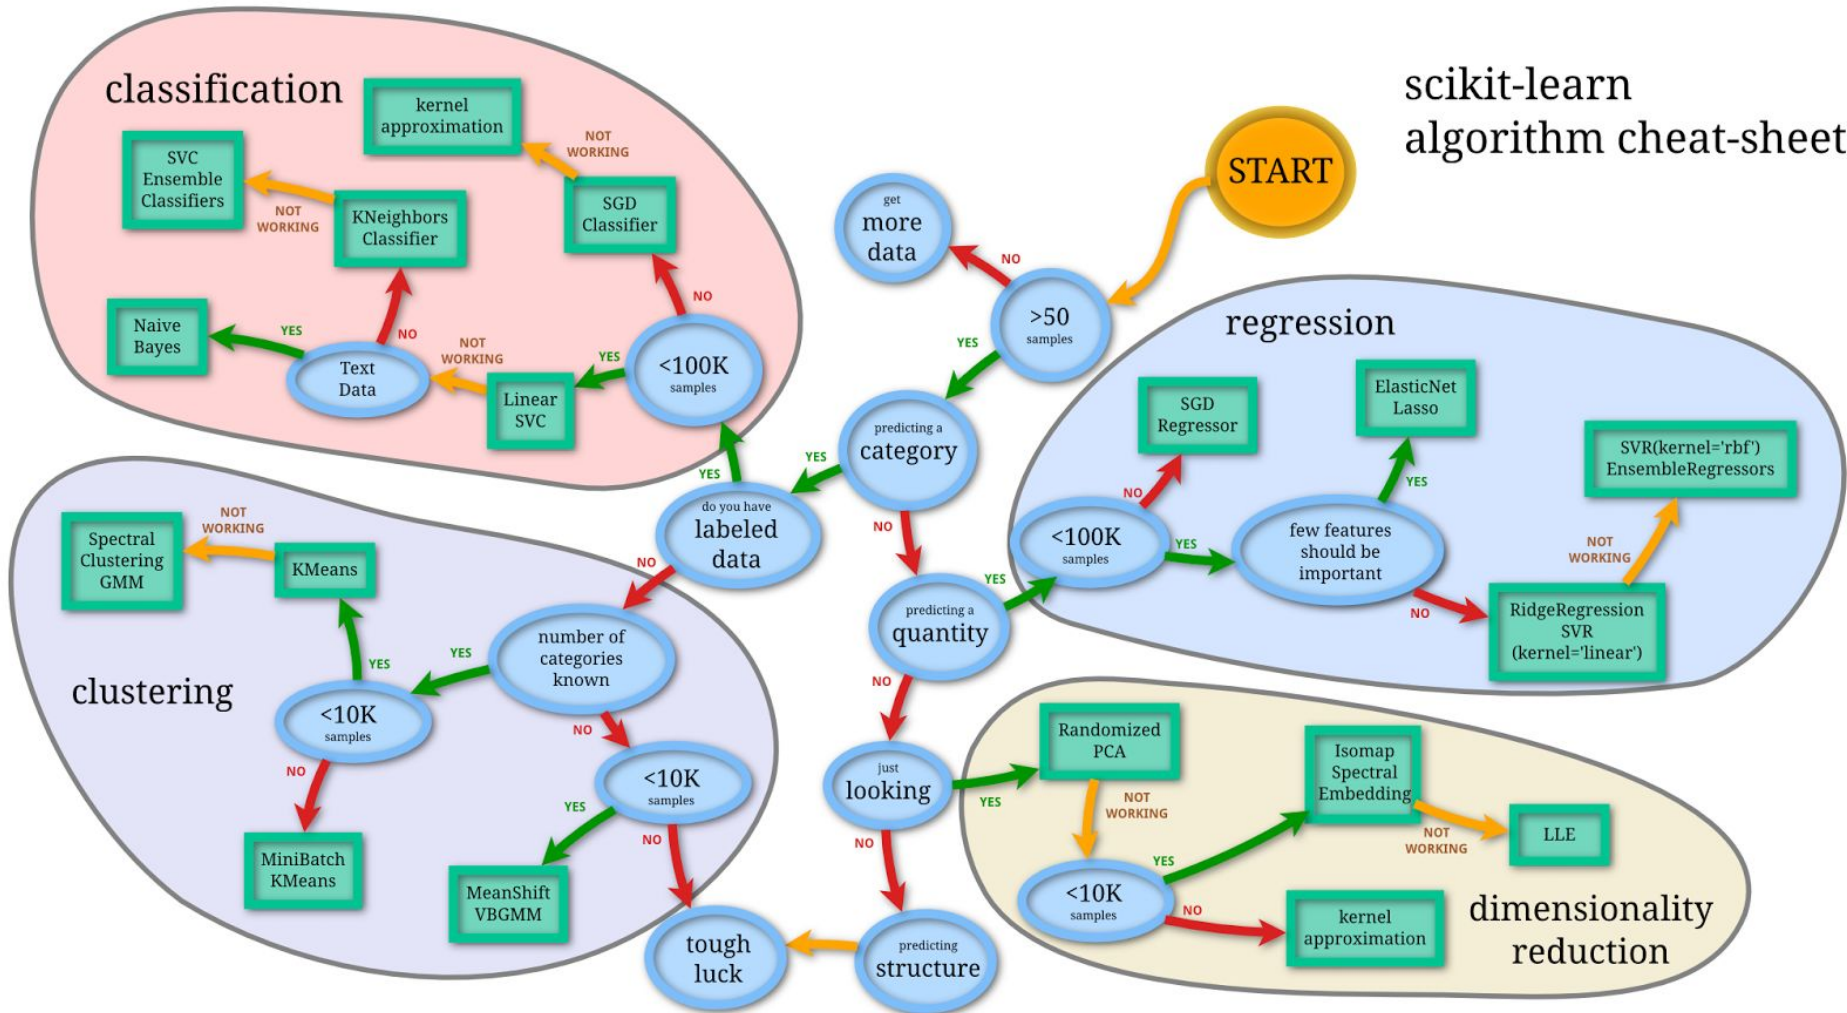 scikit-learn
algorithm cheat-sheet
START
get
more
data
NO
>50
samples
YES
predicting a
category
YES
NO
do you have
labeled
data
YES
NO
predicting a
quantity
YES
NO
just
looking
YES
NO
predicting
structure
tough
luck
classification
kernel
approximation
NOT
WORKING
SVC
Ensemble
Classifiers
NOT
WORKING
KNeighbors
Classifier
SGD
Classifier
NO
Naive
Bayes
YES
NO
Text
Data
NOT
WORKING
Linear
SVC
YES
<100K
samples
regression
SGD
Regressor
ElasticNet
Lasso
SVR(kernel='rbf')
EnsembleRegressors
NO
YES
<100K
samples
YES
few features
should be
important
NOT
WORKING
NO
RidgeRegression
SVR
(kernel='linear')
clustering
Spectral
Clustering
GMM
NOT
WORKING
KMeans
number of
categories
known
YES
YES
<10K
samples
NO
NO
<10K
samples
MiniBatch
KMeans
YES
NO
MeanShift
VBGMM
dimensionality
reduction
Randomized
PCA
NOT
WORKING
Isomap
Spectral
Embedding
NOT
WORKING
LLE
YES
<10K
samples
NO
kernel
approximation